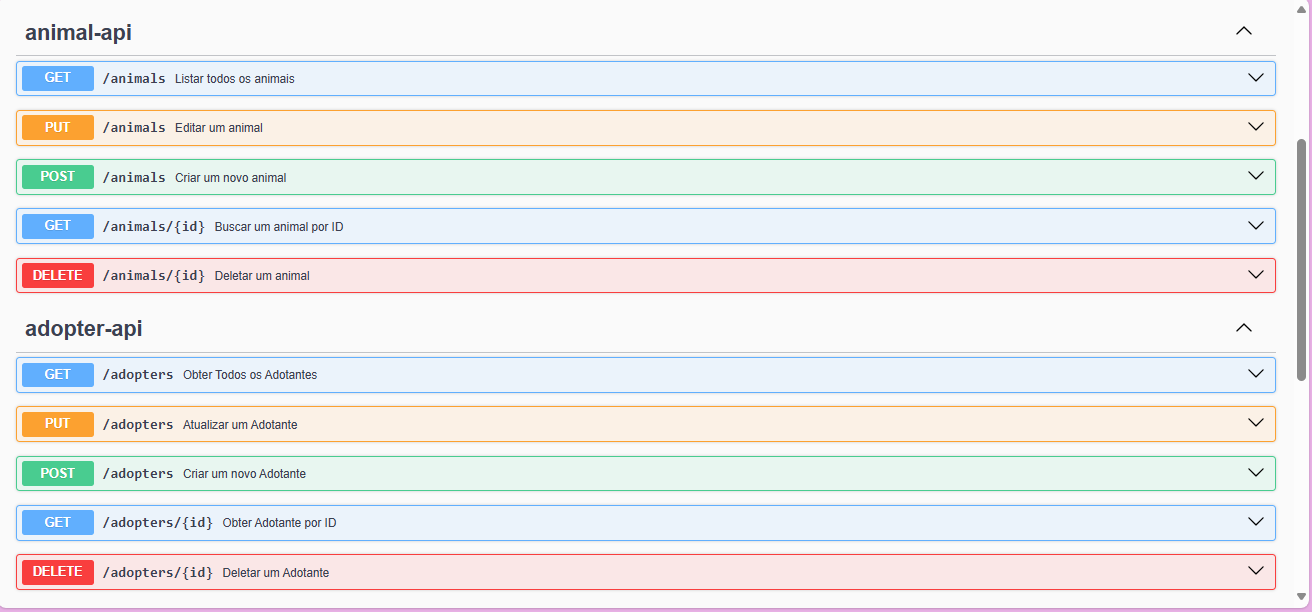 animal-api
GET /animals Listar todos os animais
PUT /animals Editar um animal
POST /animals Criar um novo animal
GET /animals/{id} Buscar um animal por ID
DELETE /animals/{id} Deletar um animal
adopter-api
GET /adopters Obter Todos os Adotantes
PUT /adopters Atualizar um Adotante
POST /adopters Criar um novo Adotante
GET /adopters/{id} Obter Adotante por ID
DELETE /adopters/{id} Deletar um Adotante